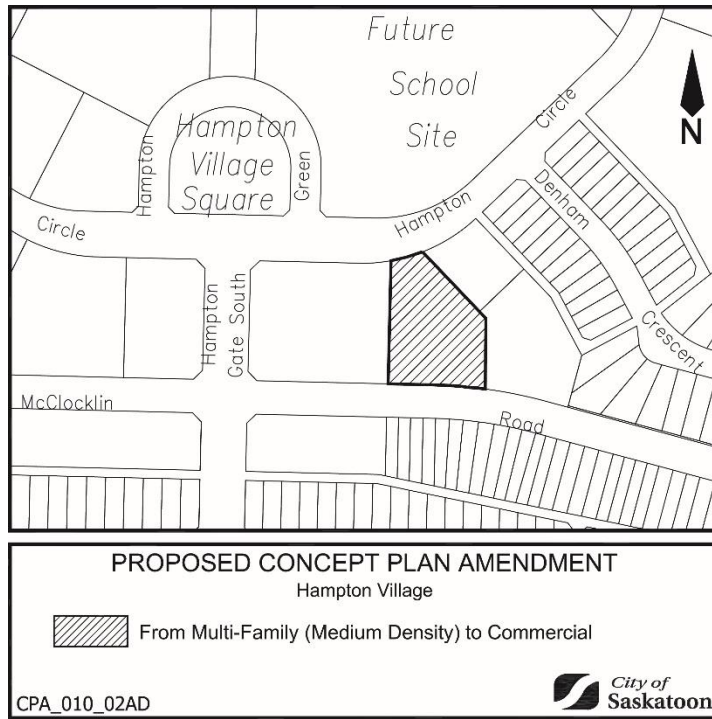 Future
School
Site
Circle
N
Hampton
Village
Square
Hampton
Green
Hampton
Denham
Circle
Hampton
Gate South
Crescent
McClocklin
Road
PROPOSED CONCEPT PLAN AMENDMENT
Hampton Village
From Multi-Family (Medium Density) to Commercial
CPA_010_02AD
City of
Saskatoon